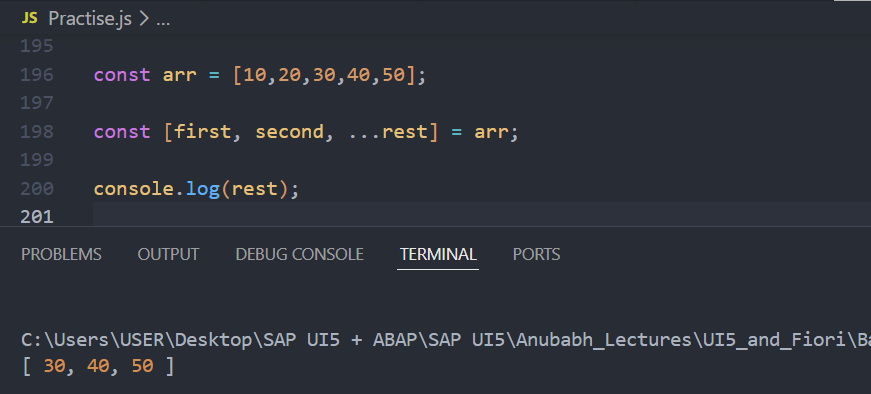 JS Practise.js > ...
195
196 const arr = [10,20,30,40,50];
197
198 const [first, second, ...rest] = arr;
199
200 console.log(rest);
201
PROBLEMS OUTPUT DEBUG CONSOLE TERMINAL PORTS
C:\Users\USER\Desktop\SAP UI5 + ABAP\SAP UI5\Anubabh_Lectures\UI5_and_Fiori\Ba
[ 30, 40, 50 ]